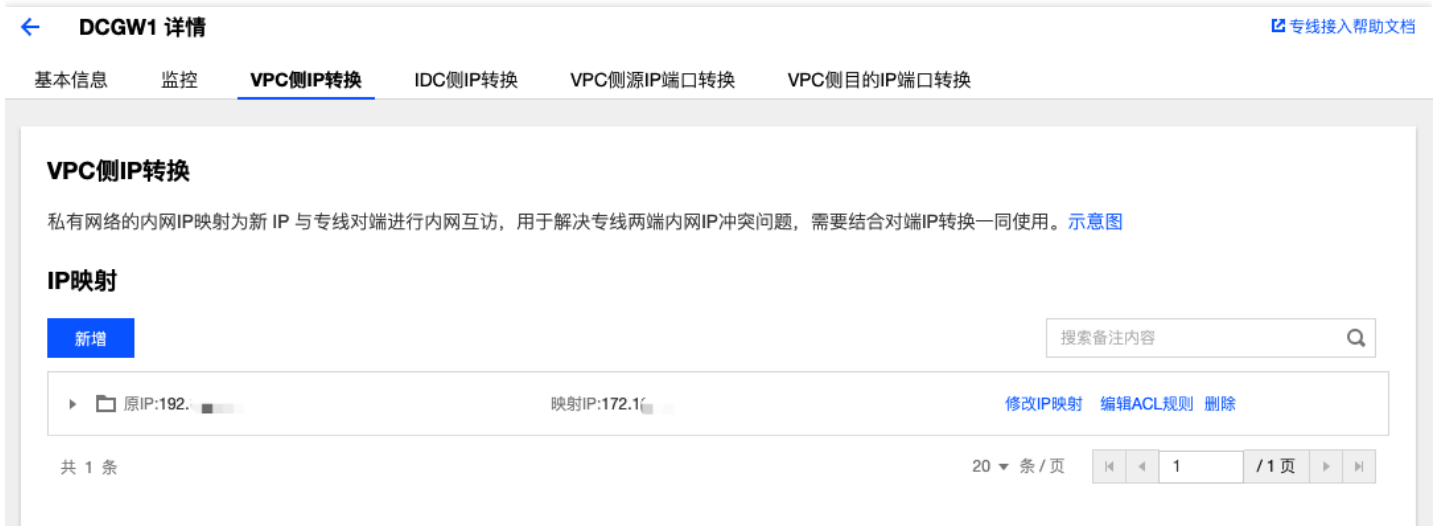 DCGW1 详情
专线接入帮助文档
基本信息 监控 VPC侧IP转换 IDC侧IP转换 VPC侧源IP端口转换 VPC侧目的IP端口转换
VPC侧IP转换
私有网络的内网IP映射为新 IP 与专线对端进行内网互访，用于解决专线两端内网IP冲突问题，需要结合对端IP转换一同使用。示意图
IP映射
新增
搜索备注内容
原IP:192. 映射IP:172.1 修改IP映射 编辑ACL规则 删除
共 1 条 20 条 / 页 1 / 1 页